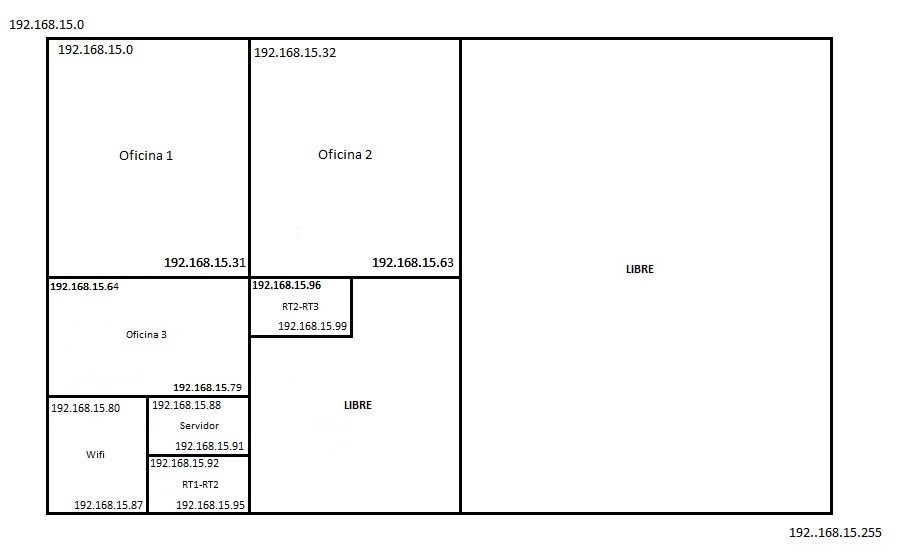 192.168.15.0
192.168.15.0
192.168.15.32
Oficina 1
Oficina 2
192.168.15.31
192.168.15.63
LIBRE
192.168.15.64
192.168.15.96
RT2-RT3
192.168.15.99
Oficina 3
192.168.15.79
192.168.15.80
192.168.15.88
LIBRE
Servidor
192.168.15.91
Wifi
192.168.15.92
RT1-RT2
192.168.15.87
192.168.15.95
192..168.15.255